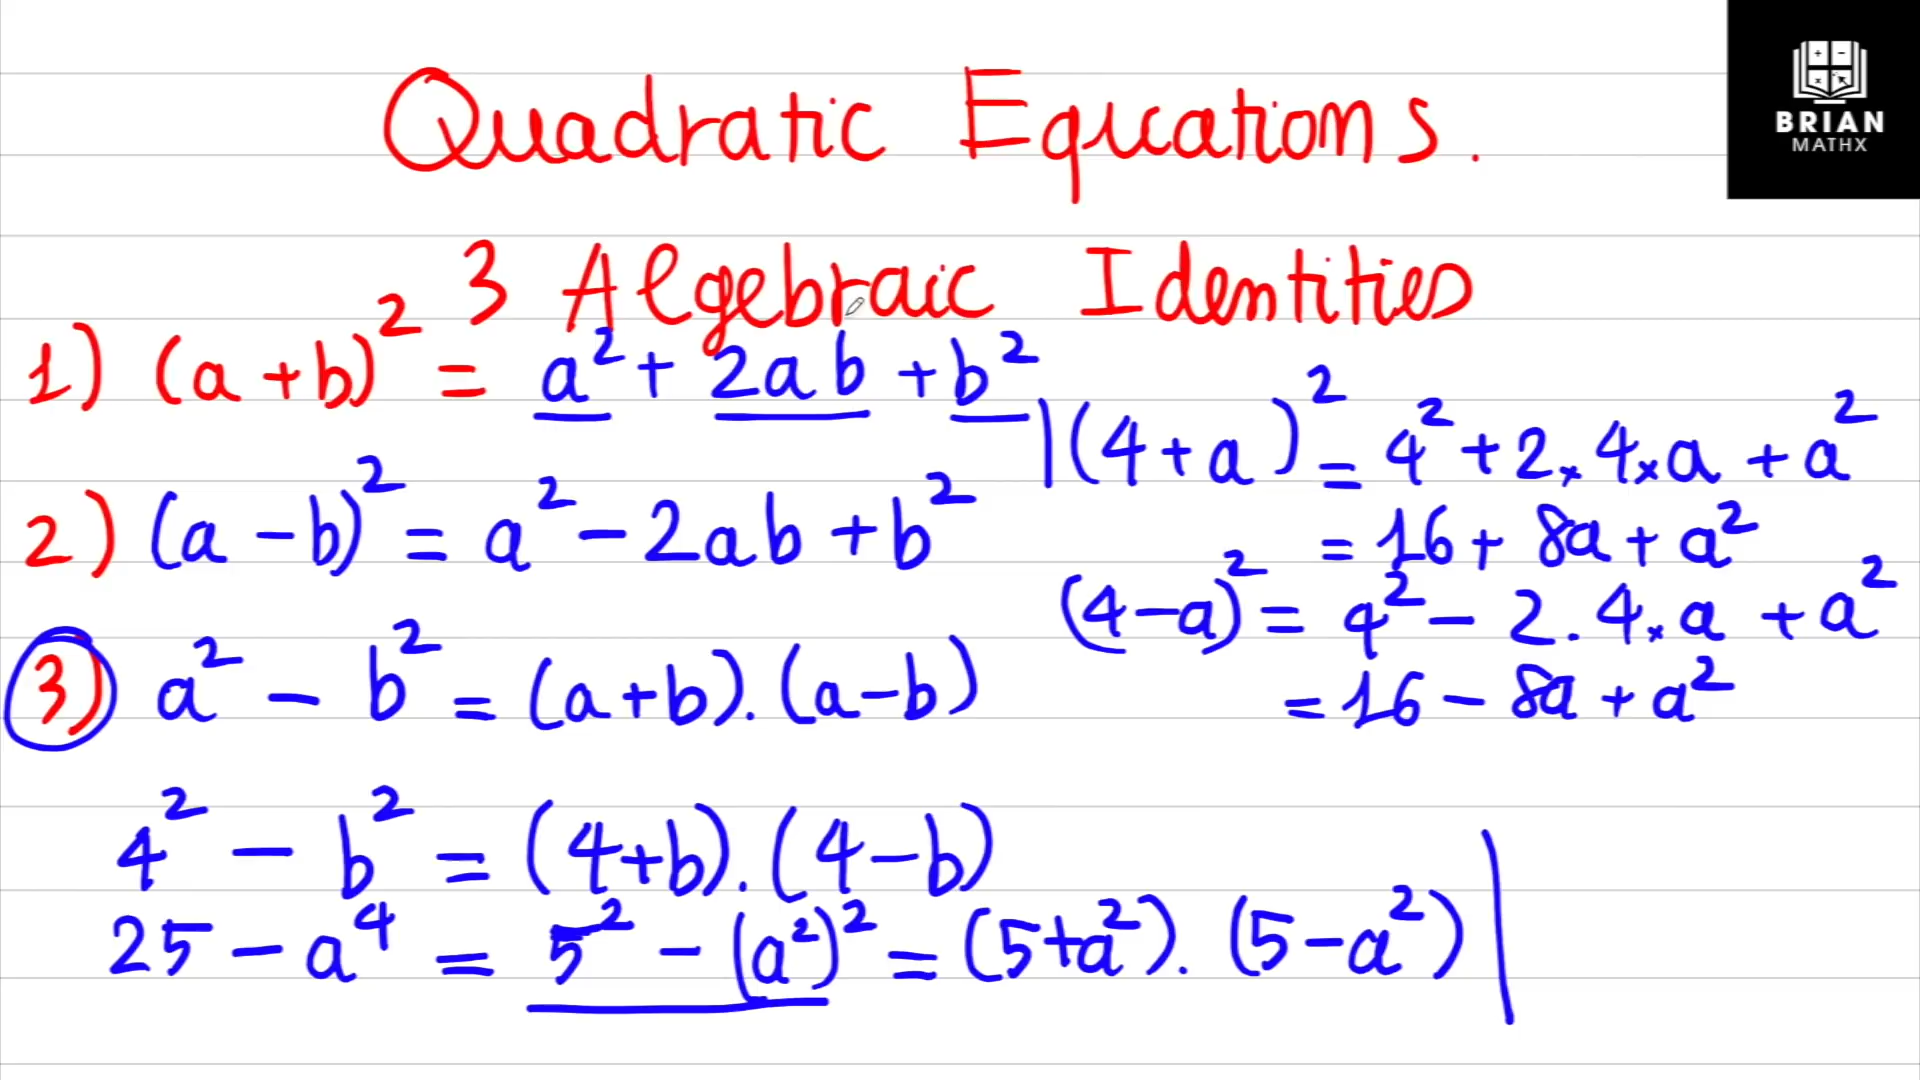 Quadratic Equations.
BRIAN
MATHX
3 Algebraic Identities
1) (a+b)² = a² + 2ab + b²
2) (a-b)² = a² - 2ab + b²
3) a² - b² = (a+b).(a-b)
(4+a)² = 4² + 2×4×a + a²
= 16 + 8a + a²
(4-a)² = 4² - 2.4×a + a²
= 16 - 8a + a²
4² - b² = (4+b).(4-b)
25 - a⁴ = 5² - (a²)² = (5+a²).(5-a²)